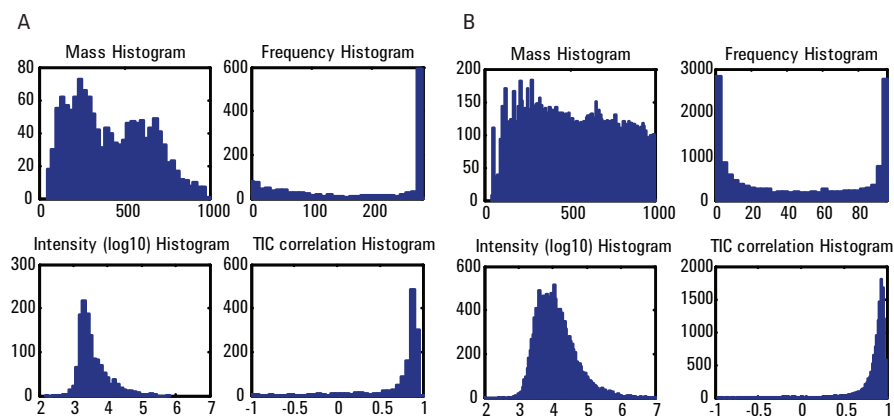 A
Mass Histogram
80
60
40
20
0
0
500
1000
Frequency Histogram
600
400
200
0
0
100
200
Intensity (log10) Histogram
300
200
100
0
2 3 4 5 6 7
TIC correlation Histogram
600
400
200
0
-1 -0.5 0 0.5 1
B
Mass Histogram
200
150
100
50
0
0
500
1000
Frequency Histogram
3000
2000
1000
0
0 20 40 60 80
Intensity (log10) Histogram
600
400
200
0
2 3 4 5 6 7
TIC correlation Histogram
2000
1500
1000
500
0
-1 -0.5 0 0.5 1